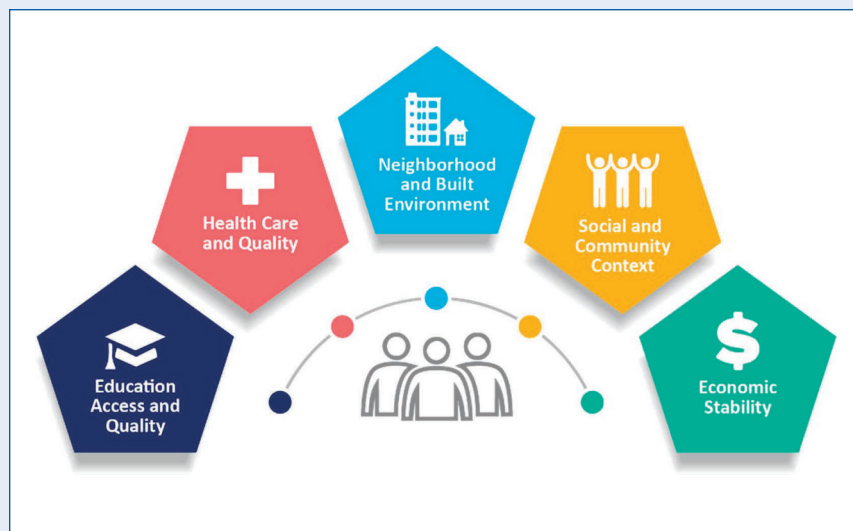 Education
Access and
Quality
Health Care
and Quality
Neighborhood
and Built
Environment
Social and
Community
Context
$
Economic
Stability